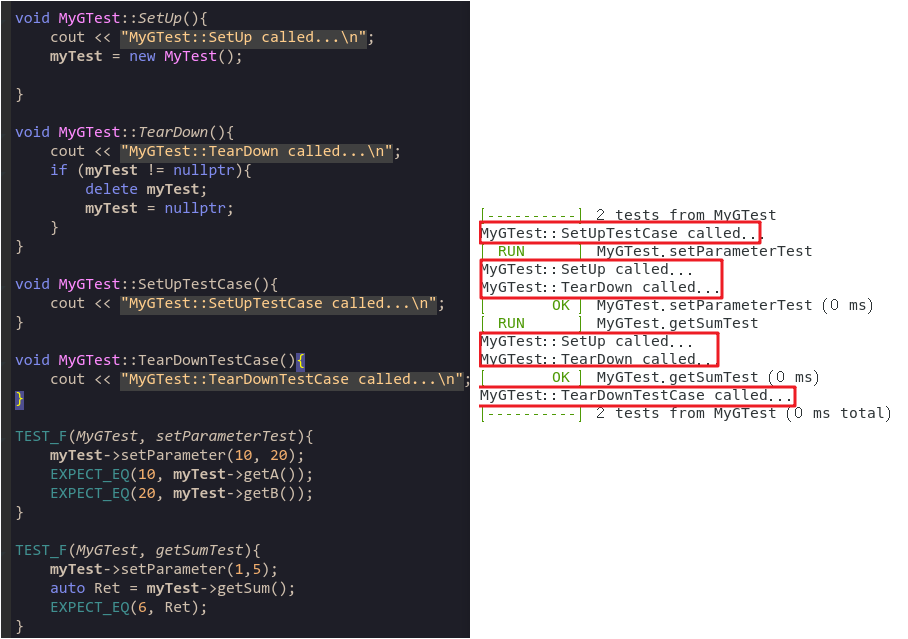 void MyGTest::SetUp(){
    cout << "MyGTest::SetUp called...\n";
    myTest = new MyTest();
}
void MyGTest::TearDown(){
    cout << "MyGTest::TearDown called...\n";
    if (myTest != nullptr){
        delete myTest;
        myTest = nullptr;
    }
}
void MyGTest::SetUpTestCase(){
    cout << "MyGTest::SetUpTestCase called...\n";
}
void MyGTest::TearDownTestCase(){
    cout << "MyGTest::TearDownTestCase called...\n";
}
TEST_F(MyGTest, setParameterTest){
    myTest->setParameter(10, 20);
    EXPECT_EQ(10, myTest->getA());
    EXPECT_EQ(20, myTest->getB());
}
TEST_F(MyGTest, getSumTest){
    myTest->setParameter(1,5);
    auto Ret = myTest->getSum();
    EXPECT_EQ(6, Ret);
}
[----------] 2 tests from MyGTest
MyGTest::SetUpTestCase called...
[ RUN      ] MyGTest.setParameterTest
MyGTest::SetUp called...
MyGTest::TearDown called...
[       OK ] MyGTest.setParameterTest (0 ms)
[ RUN      ] MyGTest.getSumTest
MyGTest::SetUp called...
MyGTest::TearDown called...
[       OK ] MyGTest.getSumTest (0 ms)
MyGTest::TearDownTestCase called...
[----------] 2 tests from MyGTest (0 ms total)